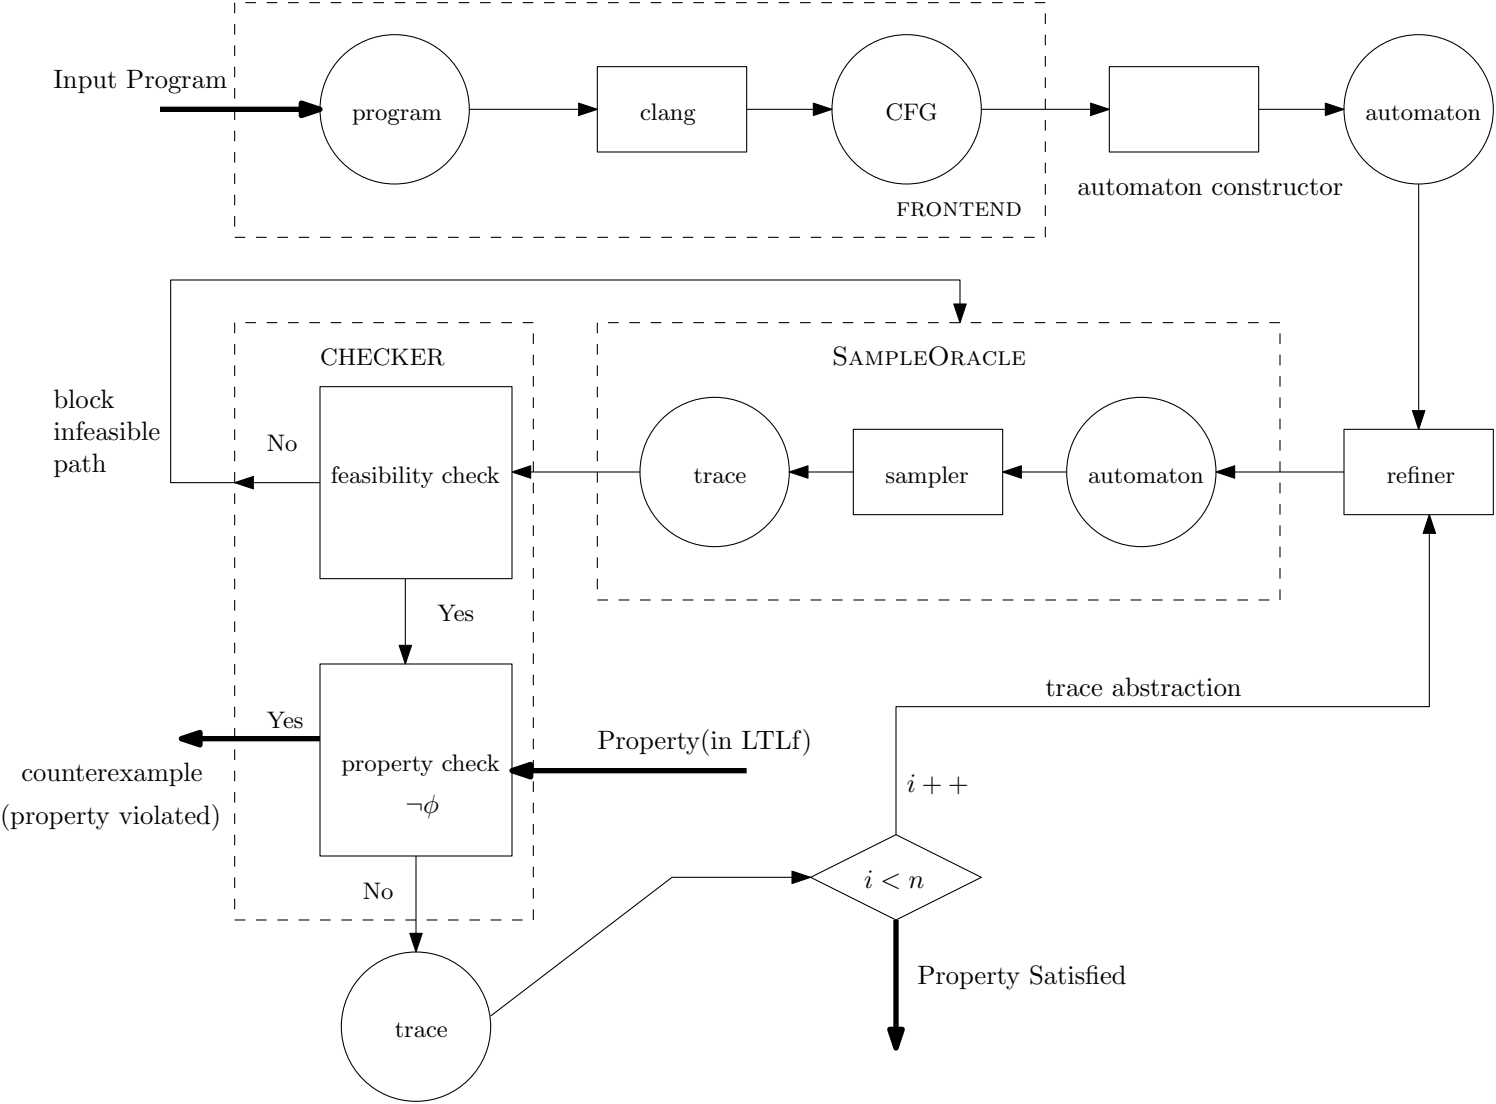 Input Program
program
clang
CFG
automaton
automaton constructor
FRONTEND
CHECKER
SAMPLEORACLE
block
infeasible
path
No
feasibility check
trace
sampler
automaton
refiner
Yes
trace abstraction
Yes
Property(in LTLf)
counterexample
property check
(property violated)
¬ϕ
i + +
i < n
No
Property Satisfied
trace